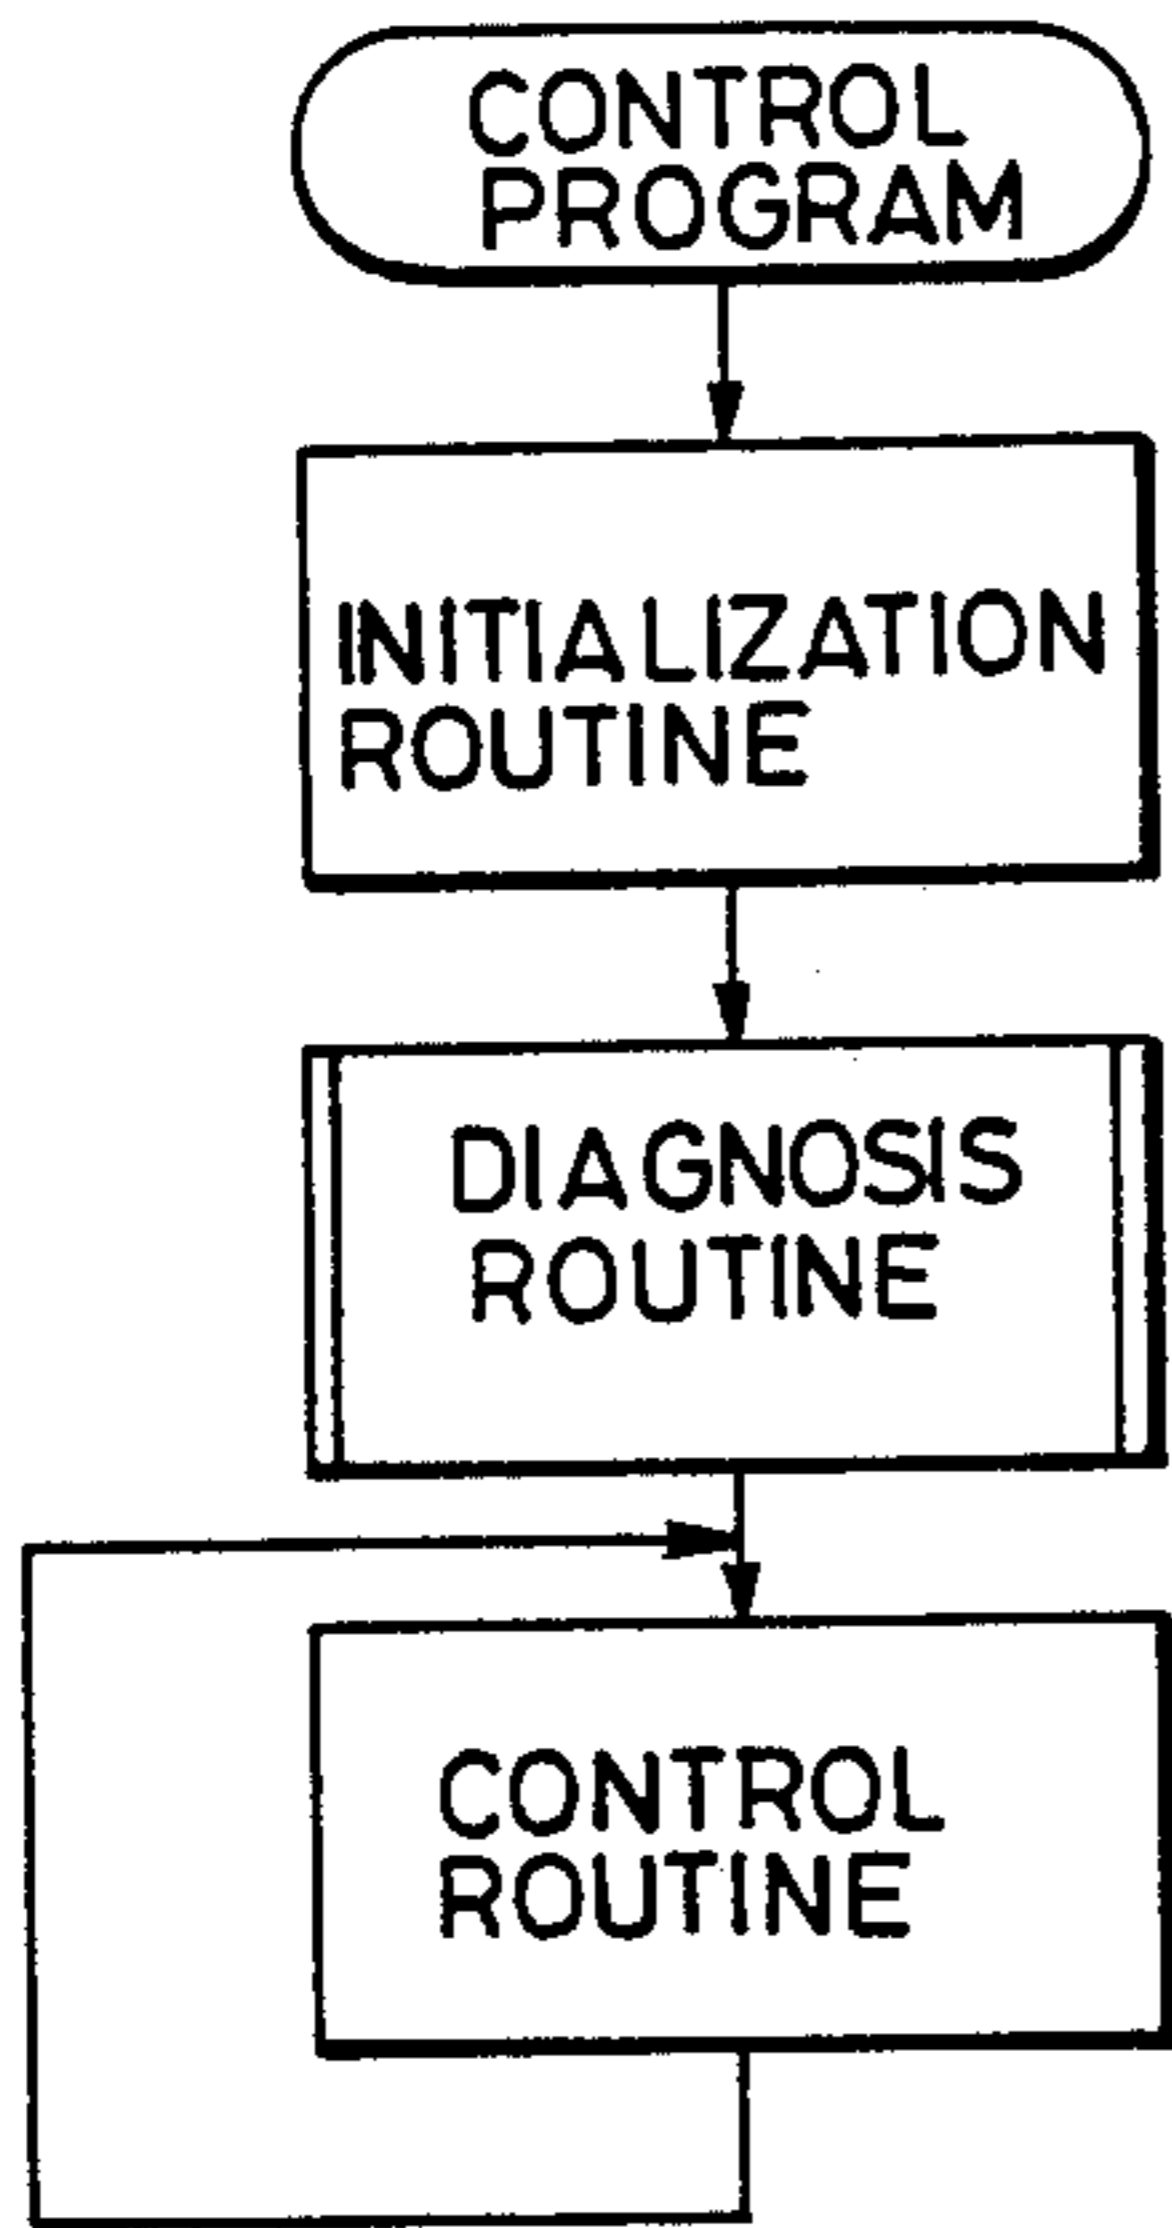 CONTROL
PROGRAM
INITIALIZATION
ROUTINE
DIAGNOSIS
ROUTINE
CONTROL
ROUTINE